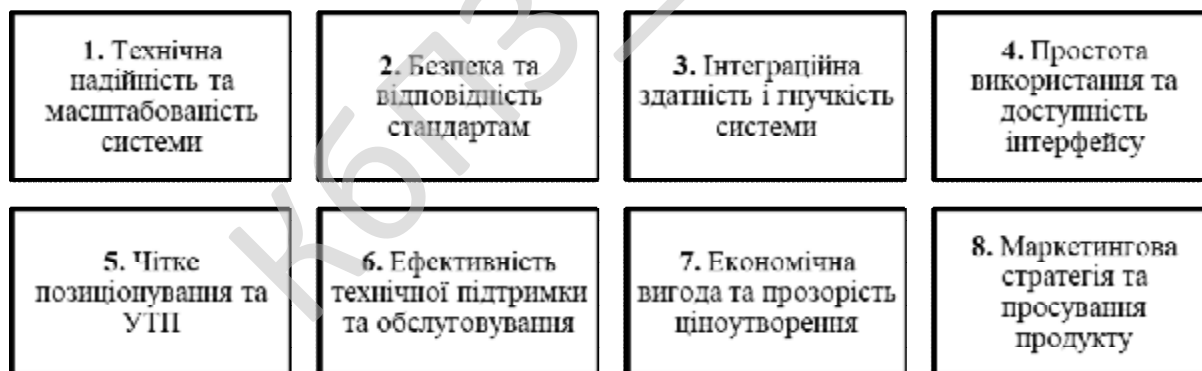 1. Технічна
надійність та
масштабованість
системи
2. Безпека та
відповідність
стандартам
3. Інтеграційна
здатність і гнучкість
системи
4. Простота
використання та
доступність
інтерфейсу
5. Чітке
позиціонування та
УТП
6. Ефективність
технічної підтримки
та обслуговування
7. Економічна
вигода та прозорість
ціноутворення
8. Маркетингова
стратегія та
просування
продукту
КбПЗ_